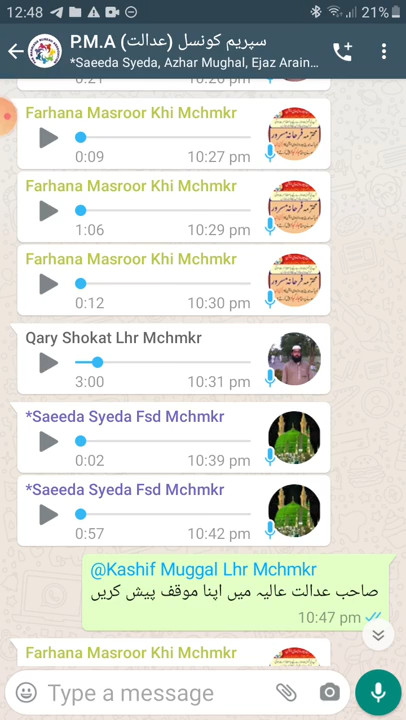 12:48
21%
P.M.A سپریم کونسل (عدالت)
*Saeeda Syeda, Azhar Mughal, Ejaz Arain...
0:21
Farhana Masroor Khi Mchmkr
0:09 10:27 pm
Farhana Masroor Khi Mchmkr
1:06 10:29 pm
Farhana Masroor Khi Mchmkr
0:12 10:30 pm
Qary Shokat Lhr Mchmkr
3:00 10:31 pm
*Saeeda Syeda Fsd Mchmkr
0:02 10:39 pm
*Saeeda Syeda Fsd Mchmkr
0:57 10:42 pm
@Kashif Muggal Lhr Mchmkr
صاحب عدالت عالیہ میں اپنا موقف پیش کریں
10:47 pm
Farhana Masroor Khi Mchmkr
Type a message